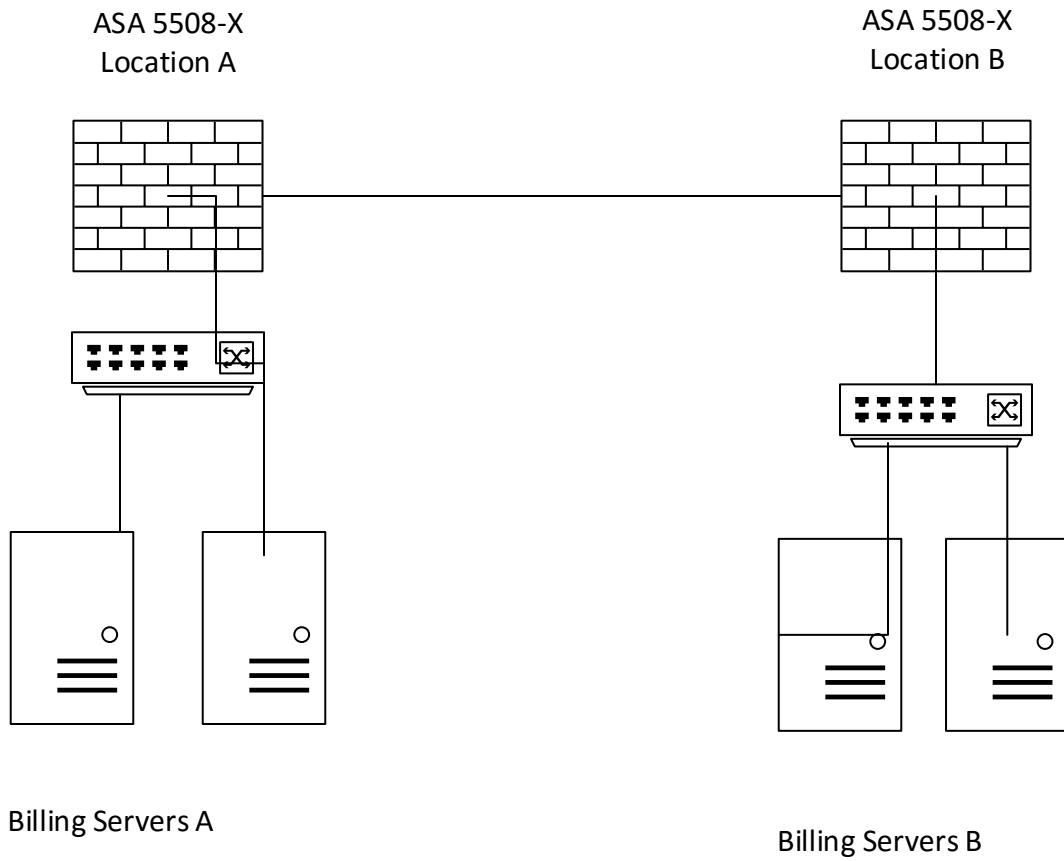 ASA 5508-X
Location A
ASA 5508-X
Location B
Billing Servers A
Billing Servers B